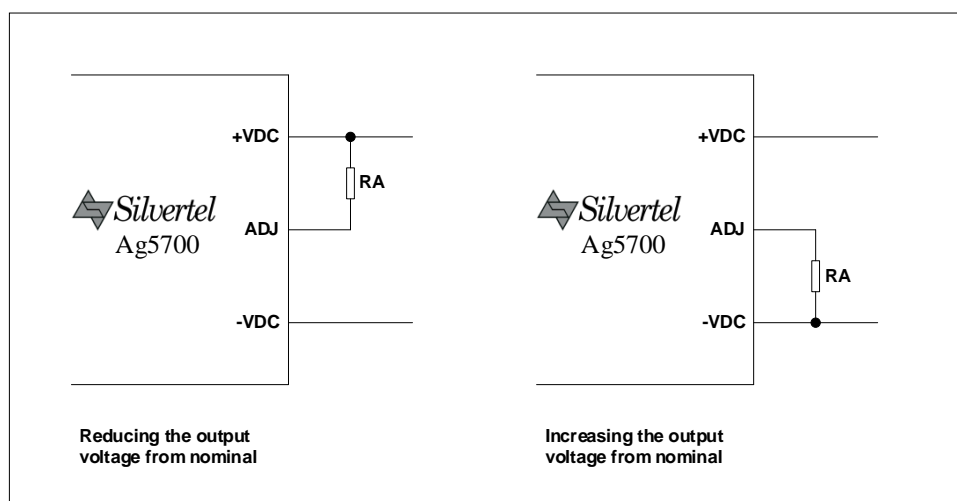 +VDC
RA
Silvertel
ADJ
Ag5700
-VDC
Reducing the output
voltage from nominal
+VDC
Silvertel
ADJ
Ag5700
RA
-VDC
Increasing the output
voltage from nominal